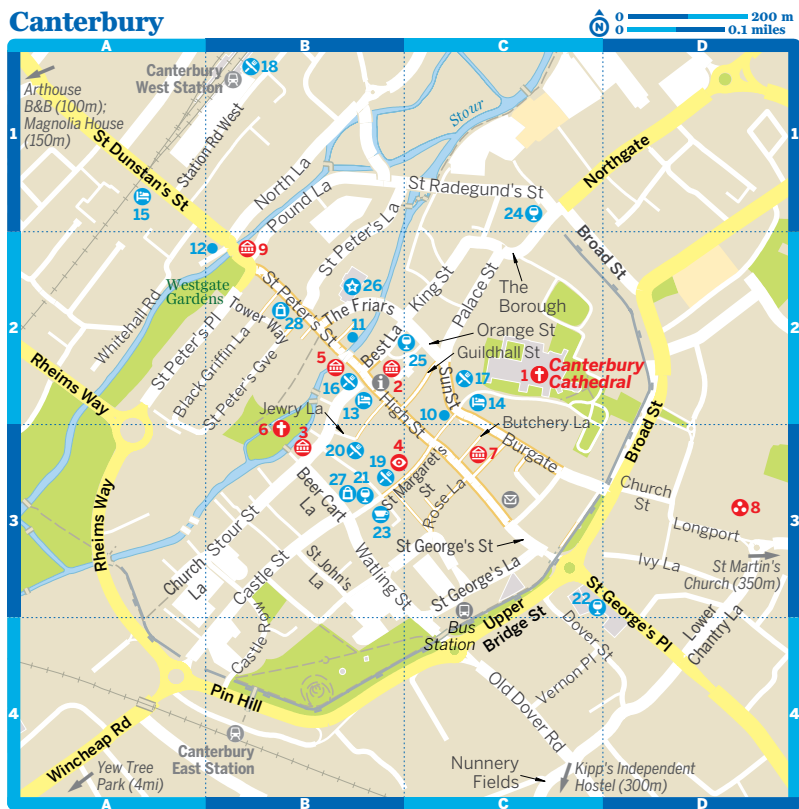 Canterbury
N
0 200 m
0 0.1 miles
A B C D
1
2
3
4
Arthouse
B&B (100m);
Magnolia House
(150m)
Canterbury
West Station
18
Station Rd West
St Dunstan's St
15
North La
Pound La
Stour
St Radegund's St
24
Northgate
Broad St
12
9
Westgate
Gardens
St Peter's La
26
King St
Palace St
The
Borough
Whitehall Rd
St Peter's Pl
Tower Way
28
St Peter's St
The Friars
11
Best La
25
Orange St
Guildhall St
Black Griffin La
St Peter's Gve
5
16
i
2
17
1
Canterbury
Cathedral
Sun St
14
13
10
High St
Rheims Way
Jewry La
6
3
20
4
19
Butchery La
Burgate
7
Broad St
27
21
23
Beer Cart
La
St Margaret's
St
Rose La
Church
St
8
Longport
Rheims Way
Church
La
Stour St
Castle St
St John's
La
Watling St
St George's St
St George's La
Ivy La
St Martin's
Church (350m)
Bus
Station
Upper
Bridge St
22
St George's Pl
Dover St
Lower
Chantry La
Castle Row
Vernon Pl
Pin Hill
Old Dover Rd
Wincheap Rd
Canterbury
East Station
Yew Tree
Park (4mi)
Nunnery
Fields
Kipp's Independent
Hostel (300m)
A B C D
1
2
3
4